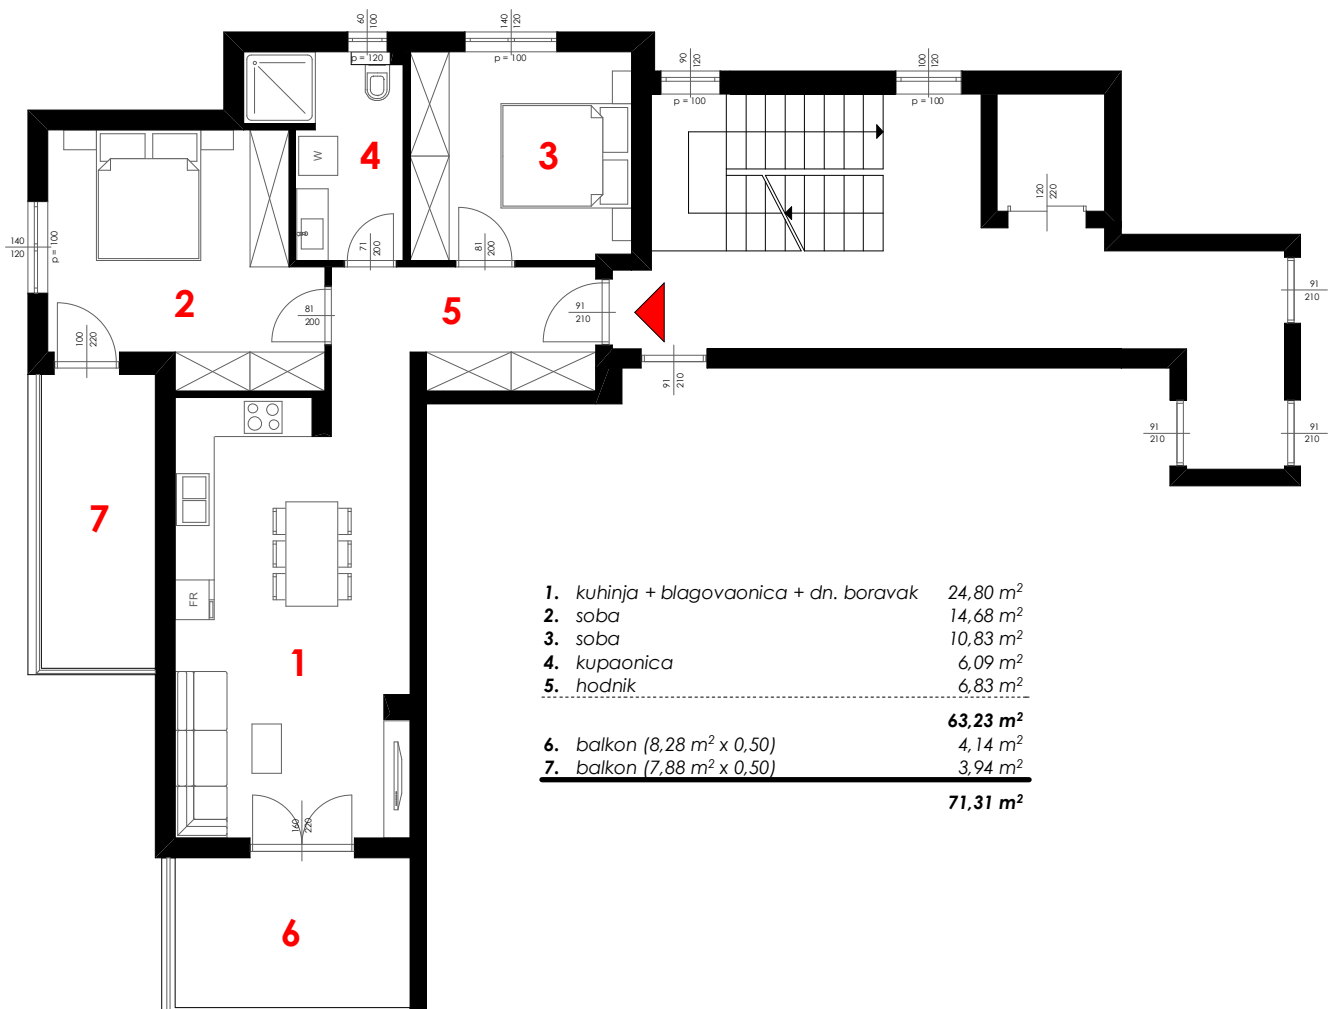 60
100
p = 120
140
120
p = 100
90
120
p = 100
100
120
p = 100
4
3
W
120
220
140
120
p = 100
71
200
81
200
2
5
81
200
91
210
91
210
100
220
91
210
91
210
91
210
7
FR
1
1. kuhinja + blagovaonica + dn. boravak 24,80 m²
2. soba 14,68 m²
3. soba 10,83 m²
4. kupaonica 6,09 m²
5. hodnik 6,83 m²
63,23 m²
6. balkon (8,28 m² x 0,50) 4,14 m²
7. balkon (7,88 m² x 0,50) 3,94 m²
71,31 m²
160
220
6